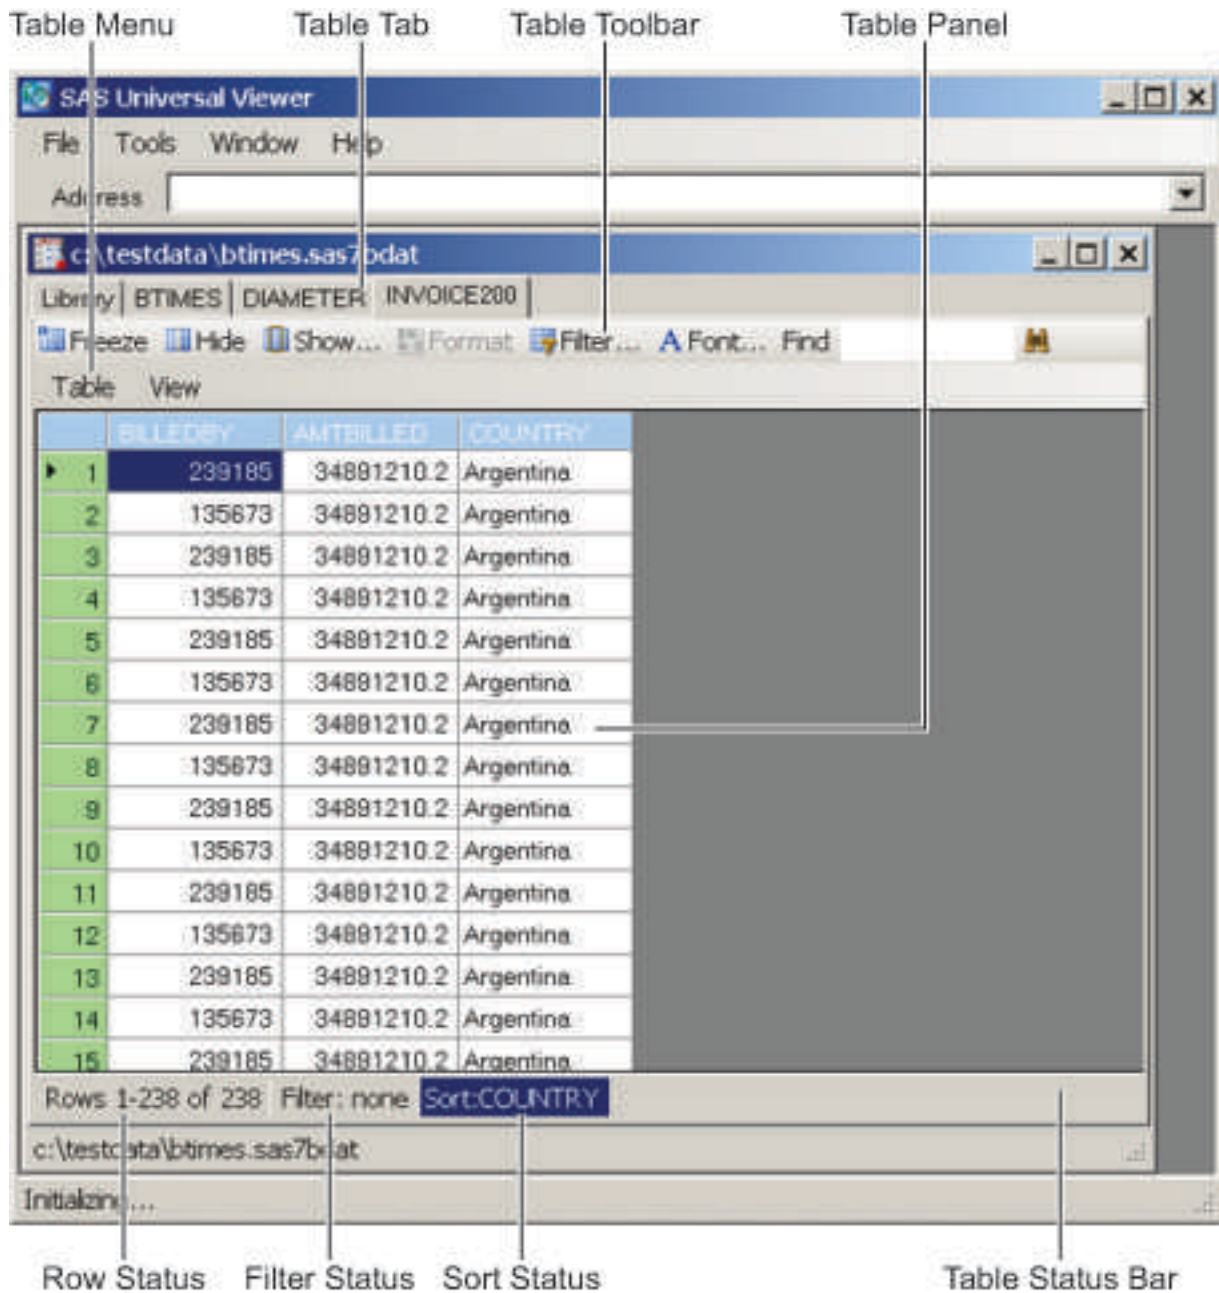 Table Menu Table Tab Table Toolbar Table Panel
SAS Universal Viewer
File Tools Window Help
Address
c:\testdata\btimes.sas7bdat
Library BTIMES DIAMETER INVOICE200
Freeze Hide Show... Format Filter... A Font... Find
Table View
BILLEDBY AMTBILLED COUNTRY
1 239185 34891210.2 Argentina
2 135673 34891210.2 Argentina
3 239185 34891210.2 Argentina
4 135673 34891210.2 Argentina
5 239185 34891210.2 Argentina
6 135673 34891210.2 Argentina
7 239185 34891210.2 Argentina
8 135673 34891210.2 Argentina
9 239185 34891210.2 Argentina
10 135673 34891210.2 Argentina
11 239185 34891210.2 Argentina
12 135673 34891210.2 Argentina
13 239185 34891210.2 Argentina
14 135673 34891210.2 Argentina
15 239185 34891210.2 Argentina
Rows 1-238 of 238 Filter: none Sort:COUNTRY
c:\testdata\btimes.sas7bdat
Initializing...
Row Status Filter Status Sort Status Table Status Bar